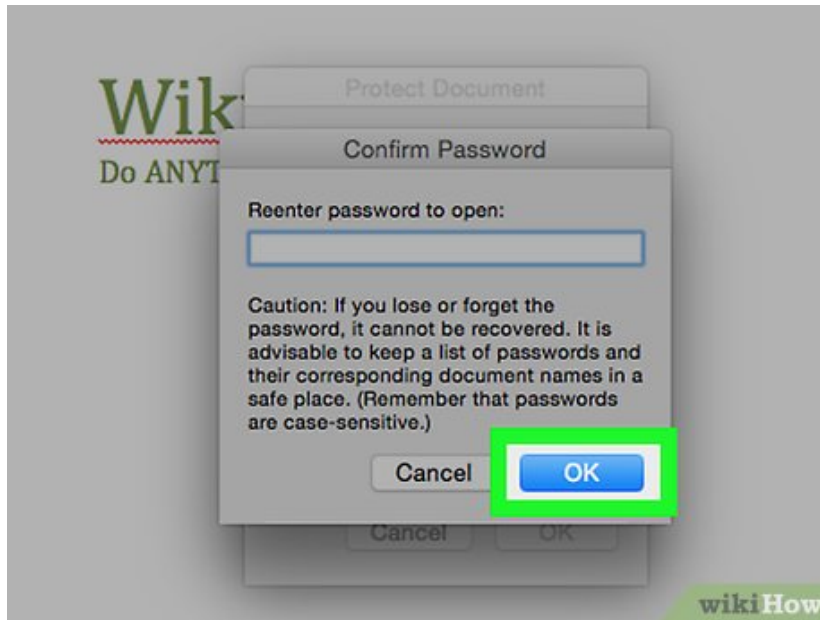 Wik
Protect Document
Do ANYT
Confirm Password
Reenter password to open:
Caution: If you lose or forget the
password, it cannot be recovered. It is
advisable to keep a list of passwords and
their corresponding document names in a
safe place. (Remember that passwords
are case-sensitive.)
Cancel OK
Cancel OK
wikiHow